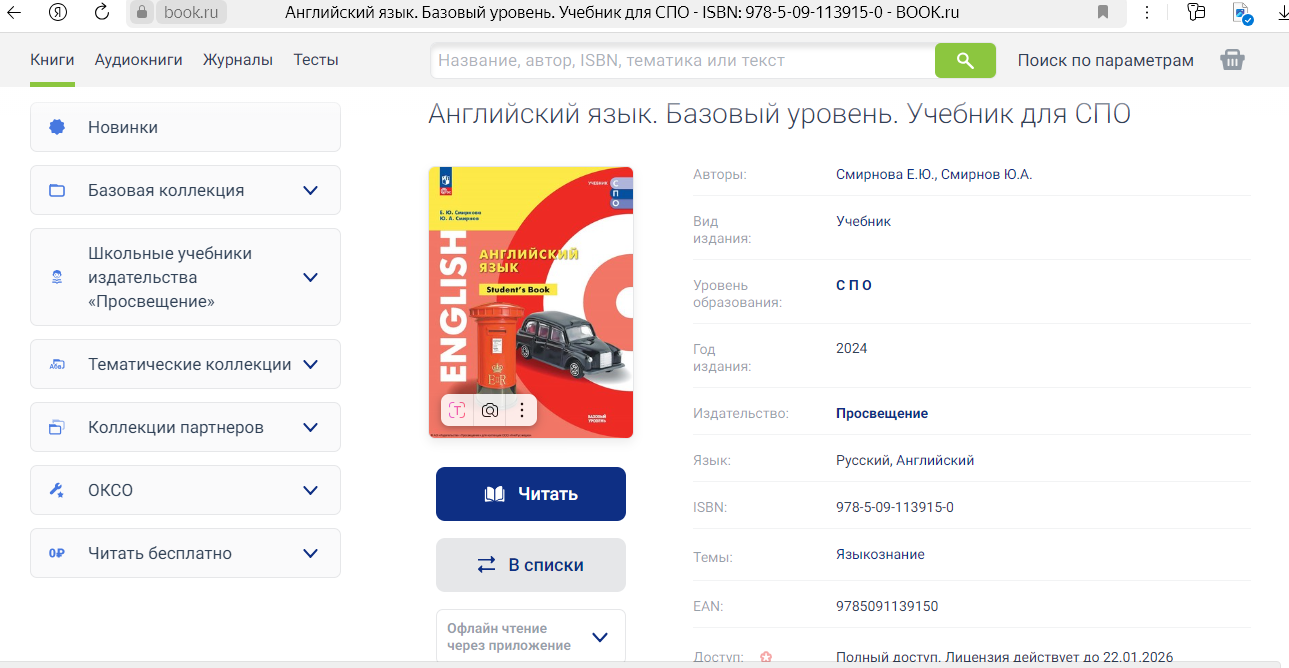 book.ru
Английский язык. Базовый уровень. Учебник для СПО - ISBN: 978-5-09-113915-0 - BOOK.ru
Книги
Аудиокниги
Журналы
Тесты
Название, автор, ISBN, тематика или текст
Поиск по параметрам
Новинки
Базовая коллекция
Школьные учебники
издательства
«Просвещение»
Тематические коллекции
Коллекции партнеров
ОКСО
0₽
Читать бесплатно
Английский язык. Базовый уровень. Учебник для СПО
УЧЕБНИК
С
П
О
Е. Ю. Смирнова
Ю. А. Смирнов
ENGLISH
АНГЛИЙСКИЙ
ЯЗЫК
Student's Book
E R
БАЗОВЫЙ
УРОВЕНЬ
Читать
В списки
Офлайн чтение
через приложение
Авторы:
Смирнова Е.Ю., Смирнов Ю.А.
Вид
издания:
Учебник
Уровень
образования:
С П О
Год
издания:
2024
Издательство:
Просвещение
Язык:
Русский, Английский
ISBN:
978-5-09-113915-0
Темы:
Языкознание
EAN:
9785091139150
Доступ:
Полный доступ. Лицензия действует до 22.01.2026